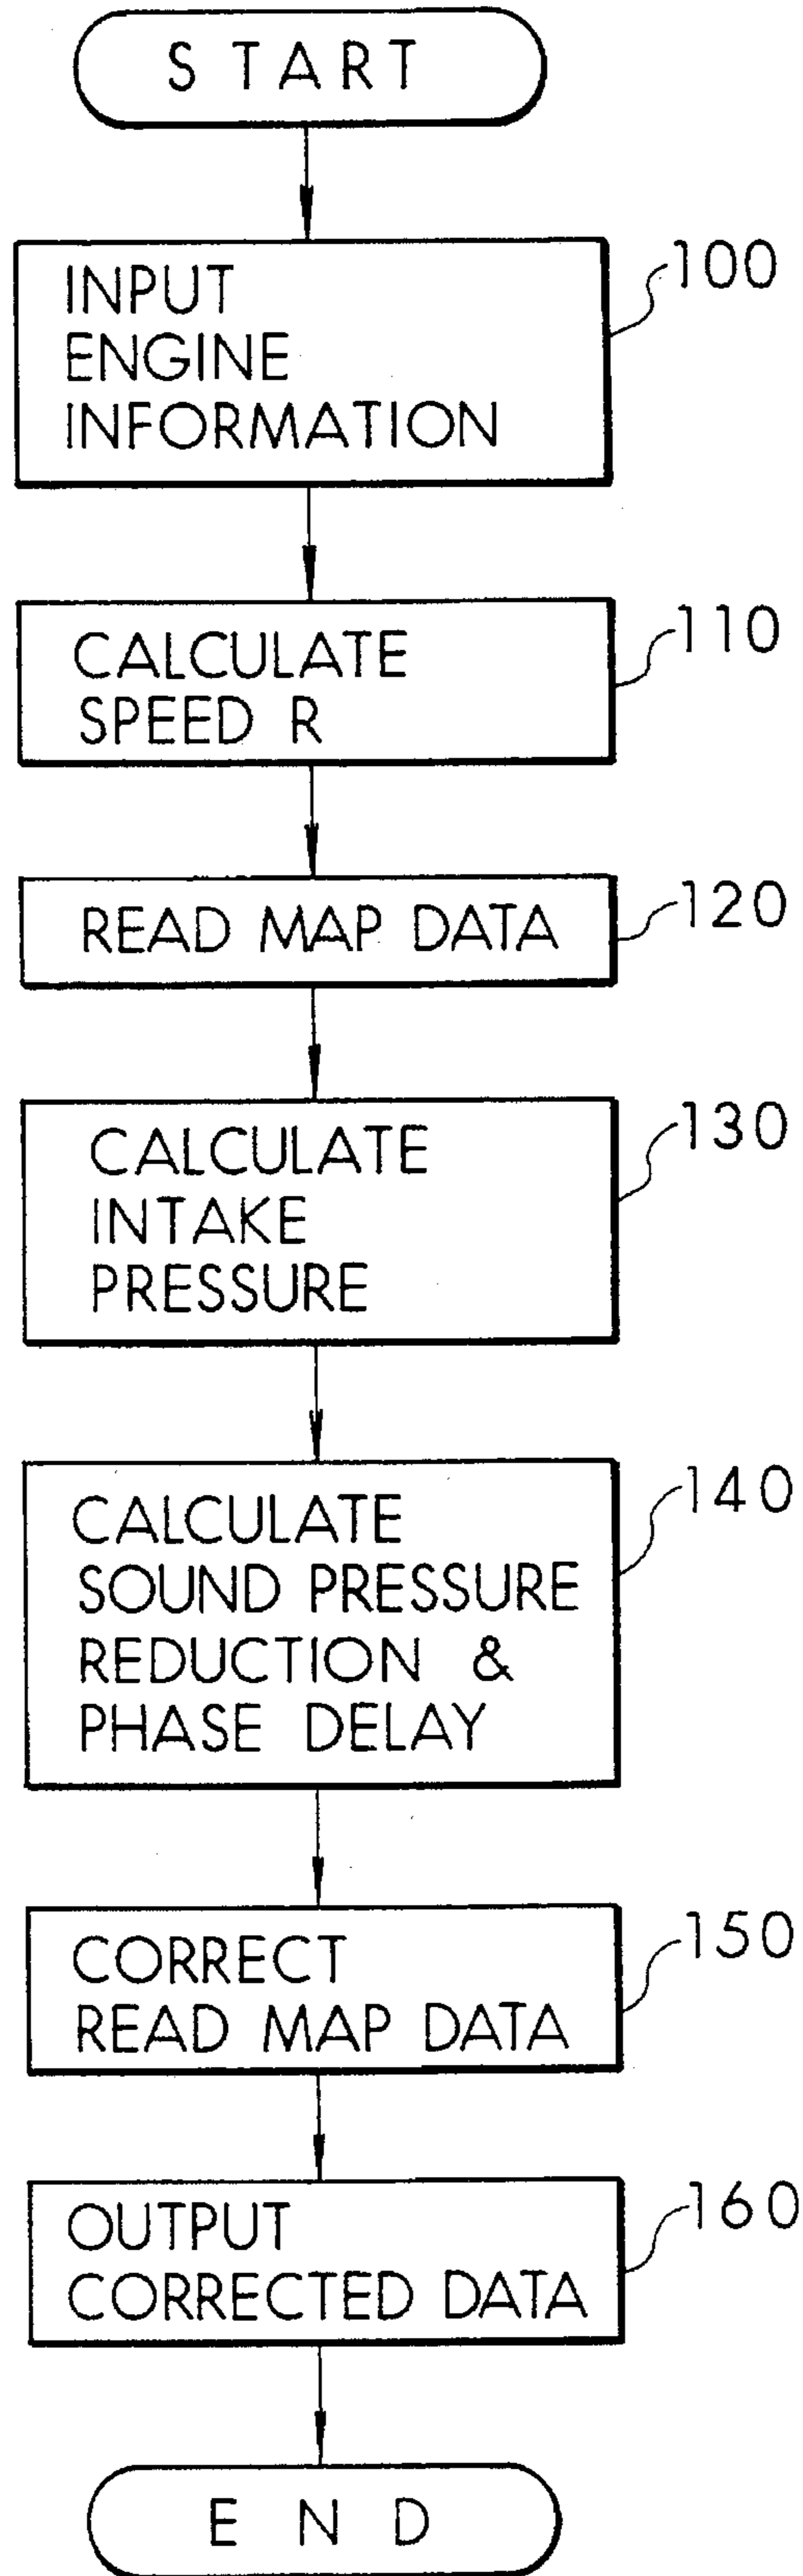 START
100
INPUT
ENGINE
INFORMATION
110
CALCULATE
SPEED R
120
READ MAP DATA
130
CALCULATE
INTAKE
PRESSURE
140
CALCULATE
SOUND PRESSURE
REDUCTION &
PHASE DELAY
150
CORRECT
READ MAP DATA
160
OUTPUT
CORRECTED DATA
END